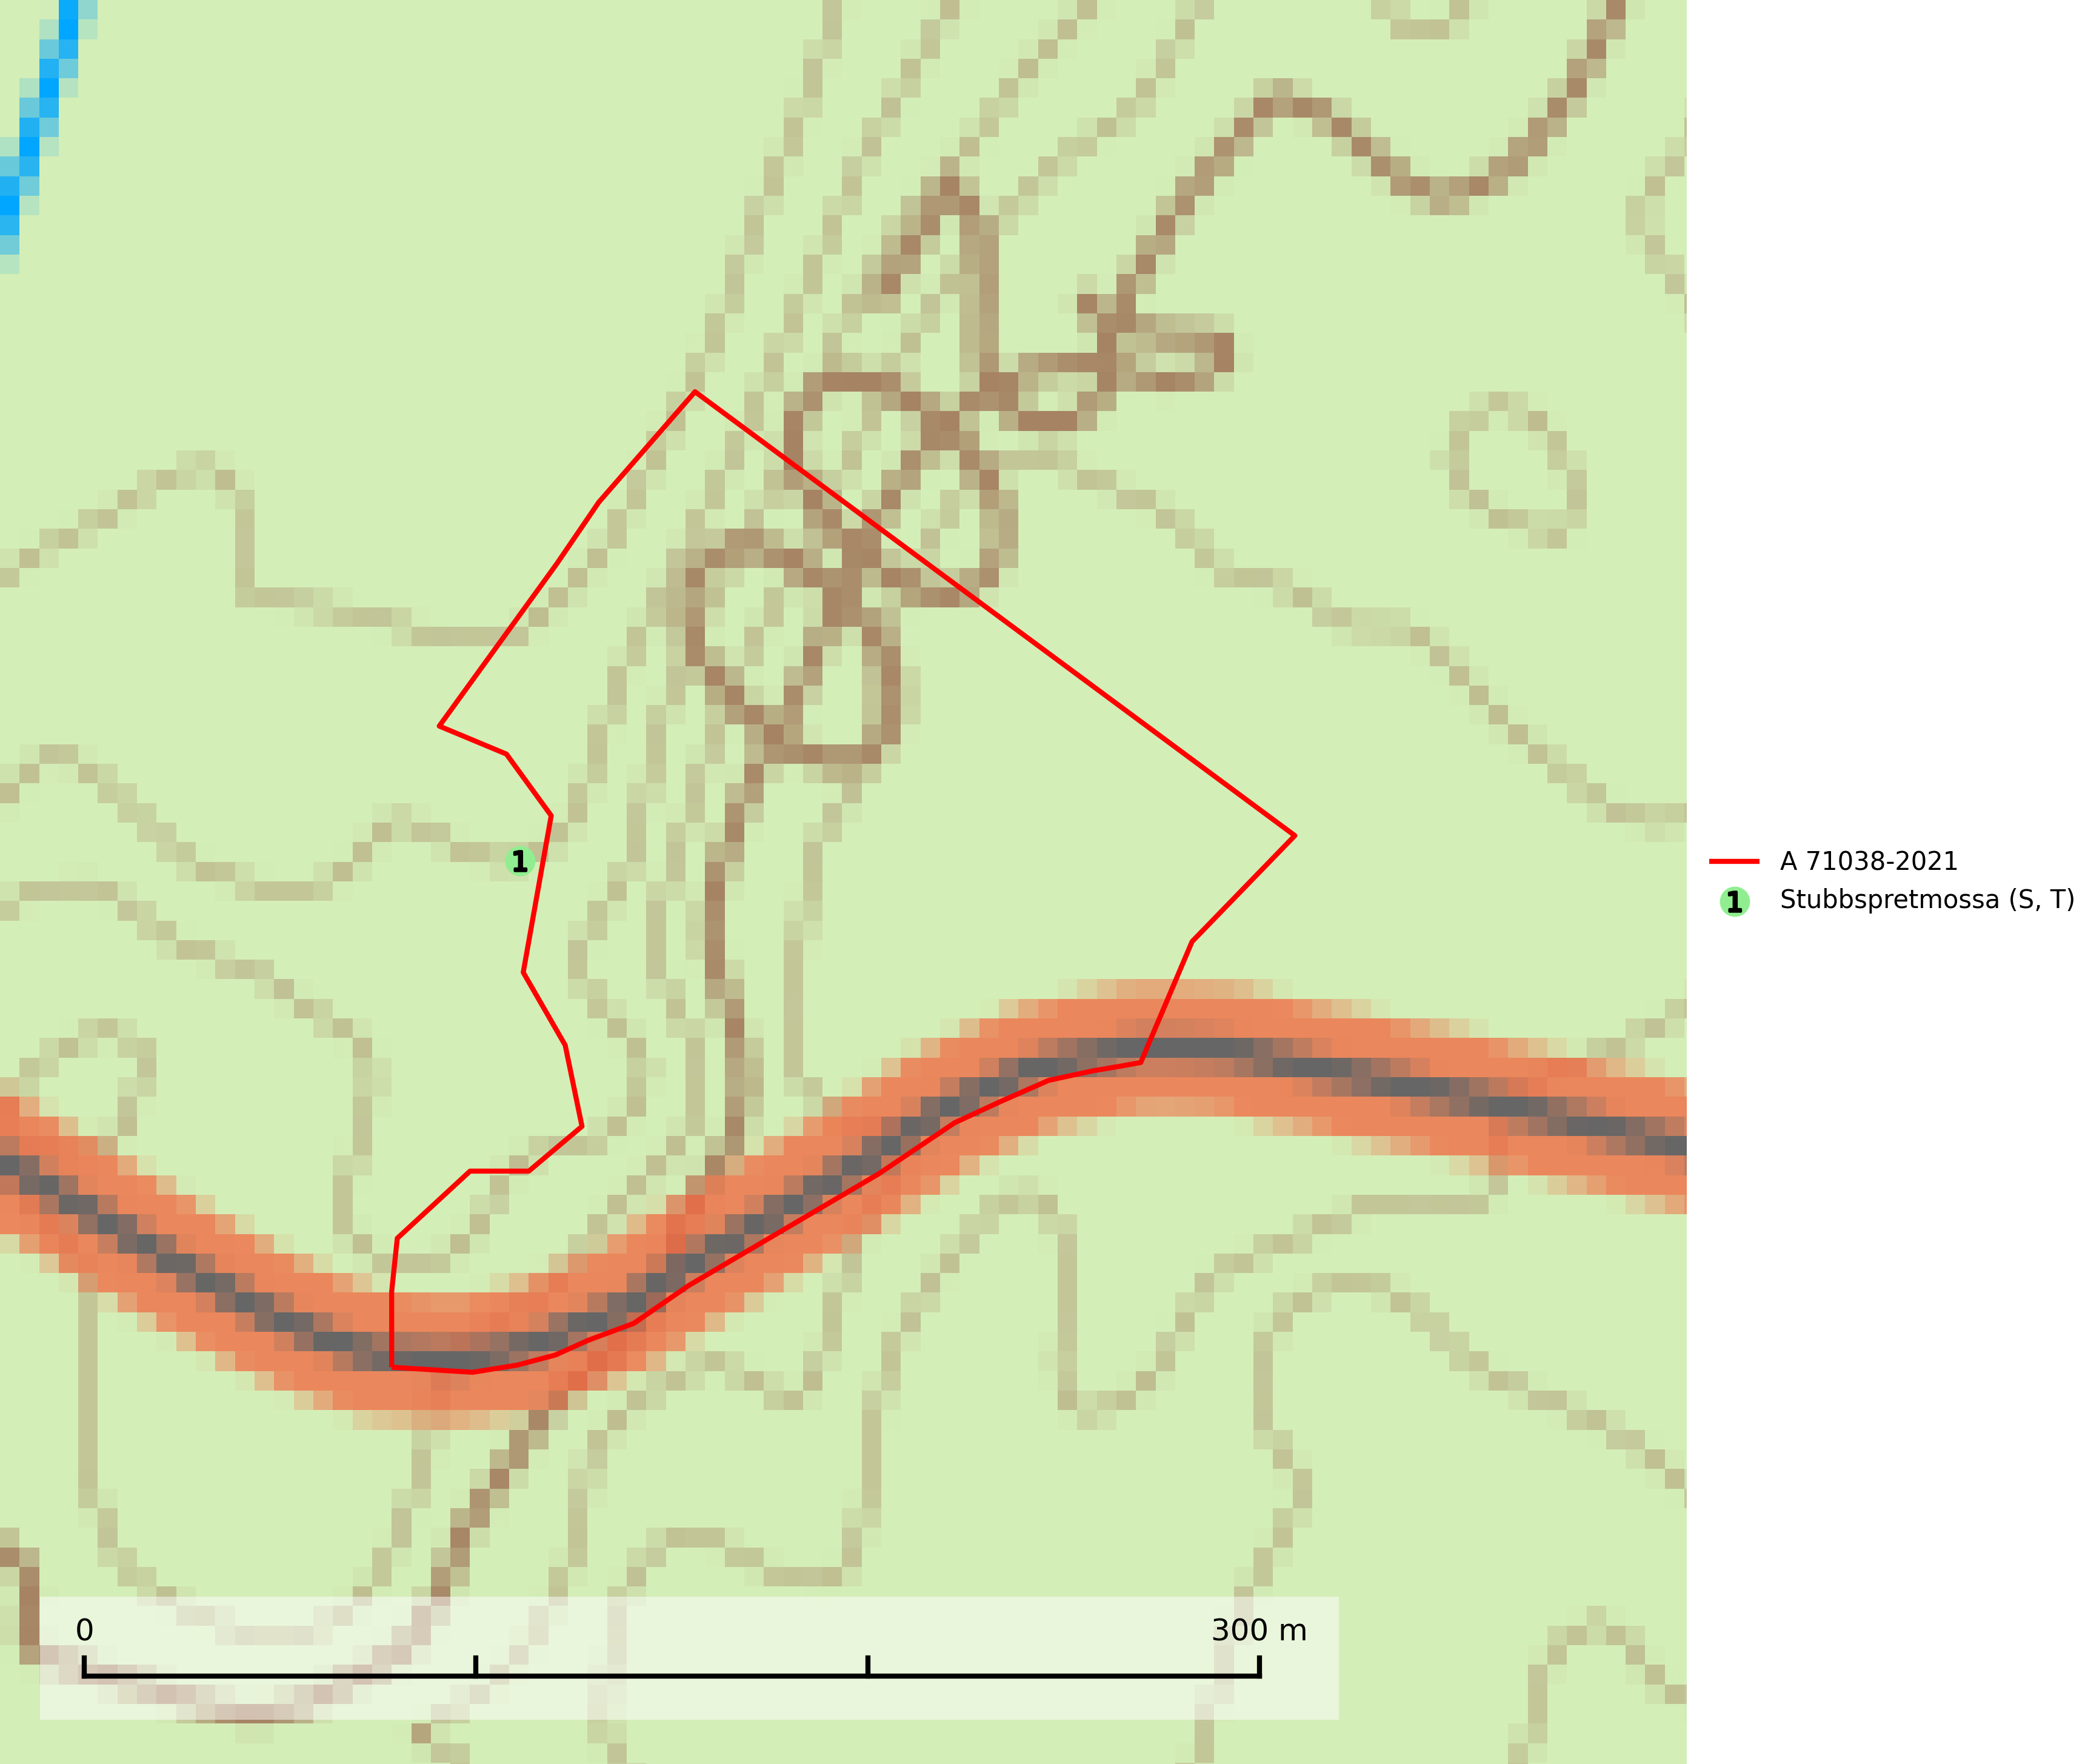 1
A 71038-2021
1 Stubbspretmossa (S, T)
0 300 m